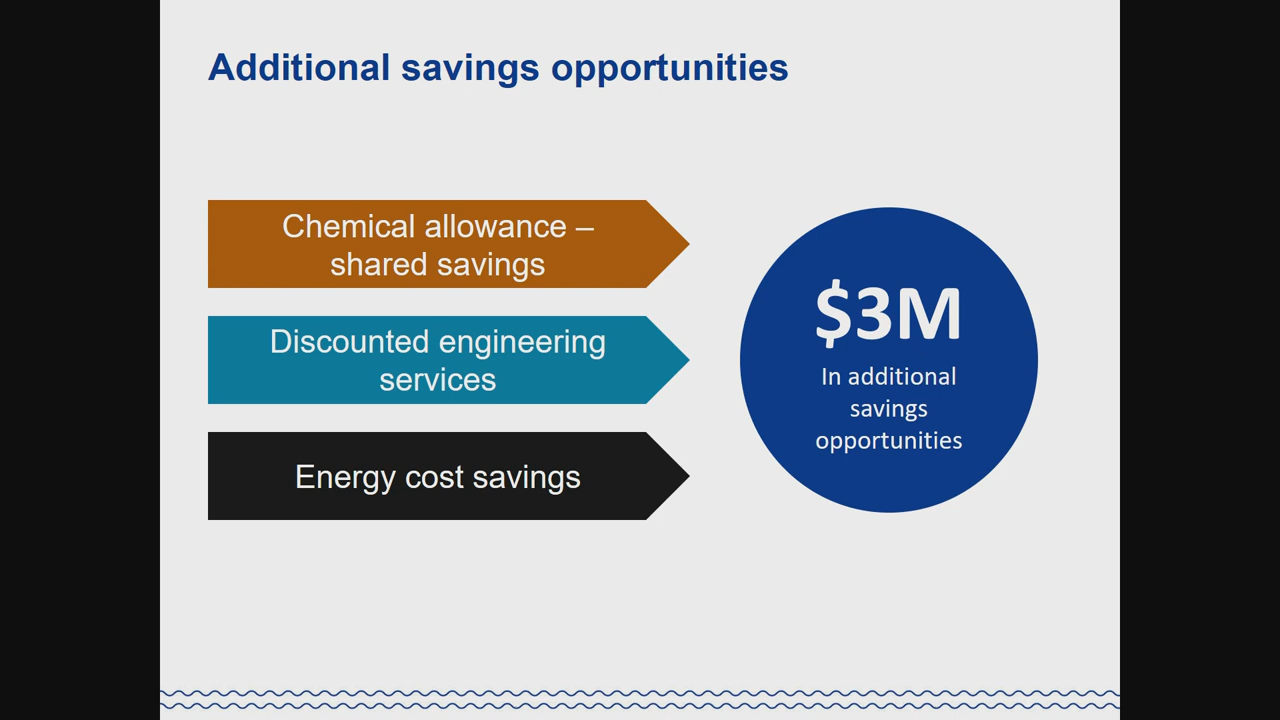 Additional savings opportunities
Chemical allowance –
shared savings
Discounted engineering
services
Energy cost savings
$3M
In additional
savings
opportunities